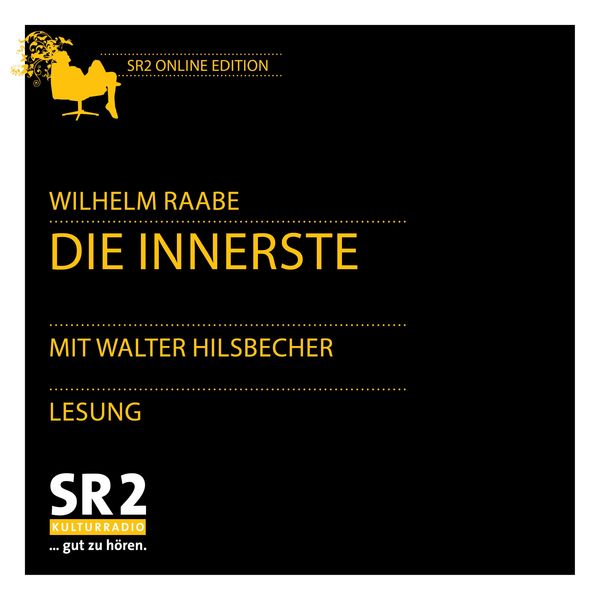 SR2 ONLINE EDITION
WILHELM RAABE
DIE INNERSTE
MIT WALTER HILSBECHER
LESUNG
SR2
KULTURRADIO
... gut zu hören.